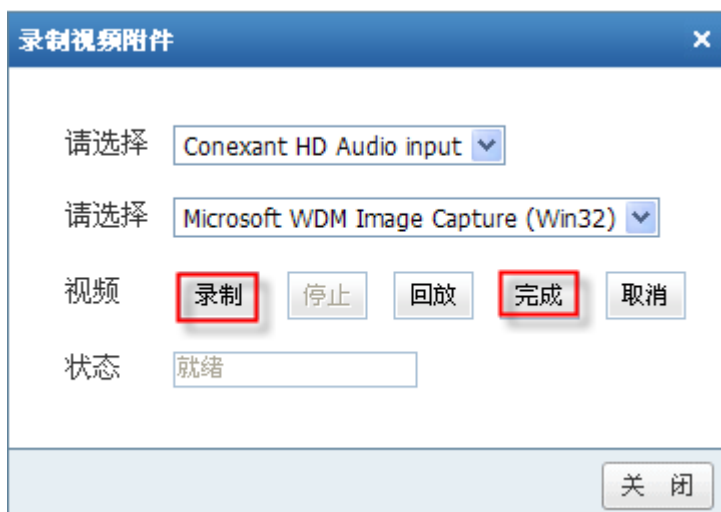 录制视频附件 ×
请选择 Conexant HD Audio input
请选择 Microsoft WDM Image Capture (Win32)
视频 录制 停止 回放 完成 取消
状态 就绪
关 闭